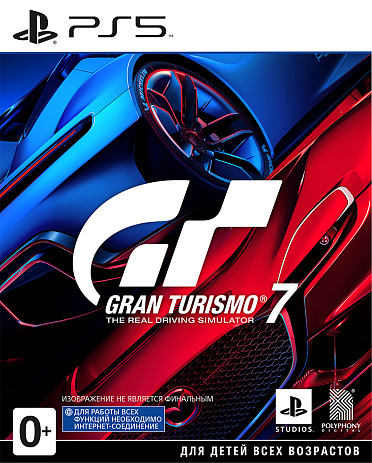 PS5
GRAN TURISMO® 7
THE REAL DRIVING SIMULATOR
ИЗОБРАЖЕНИЕ НЕ ЯВЛЯЕТСЯ ФИНАЛЬНЫМ
ДЛЯ РАБОТЫ ВСЕХ
ФУНКЦИЙ НЕОБХОДИМО
ИНТЕРНЕТ-СОЕДИНЕНИЕ
0+
STUDIOS.
POLYPHONY
DIGITAL
ДЛЯ ДЕТЕЙ ВСЕХ ВОЗРАСТОВ